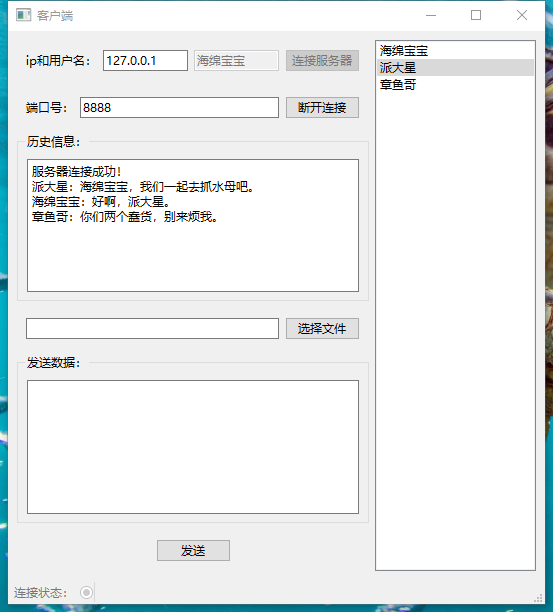 客户端
ip和用户名： 127.0.0.1 海绵宝宝 连接服务器
端口号： 8888 断开连接
历史信息：
服务器连接成功！
派大星：海绵宝宝，我们一起去抓水母吧。
海绵宝宝：好啊，派大星。
章鱼哥：你们两个蠢货，别来烦我。
选择文件
发送数据：
发送
连接状态：
海绵宝宝
派大星
章鱼哥